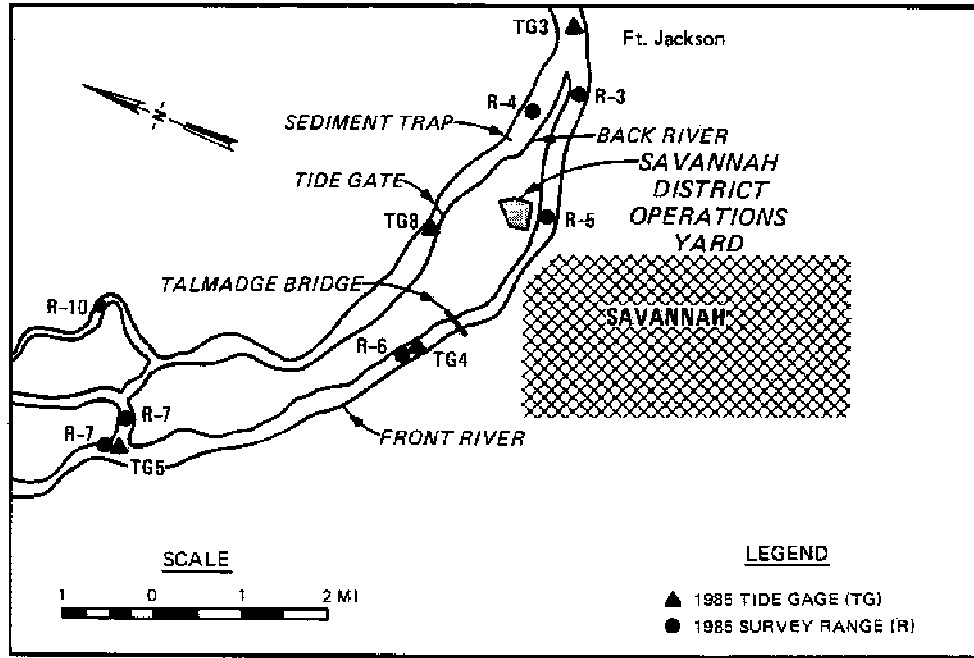 TG3
Ft. Jackson
N
R-4
R-3
SEDIMENT TRAP
BACK RIVER
SAVANNAH
DISTRICT
OPERATIONS
YARD
TIDE GATE
TG8
R-5
TALMADGE BRIDGE
R-10
SAVANNAH
R-6
TG4
R-7
R-7
FRONT RIVER
TG5
SCALE
1 0 1 2 MI
LEGEND
1985 TIDE GAGE (TG)
1985 SURVEY RANGE (R)